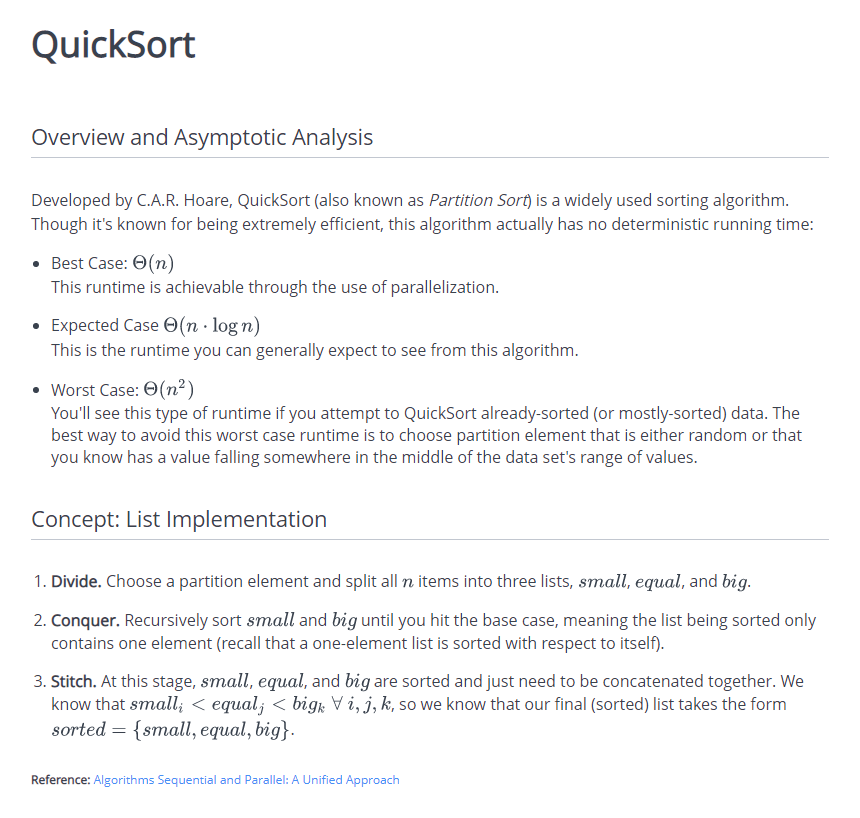 QuickSort
Overview and Asymptotic Analysis
Developed by C.A.R. Hoare, QuickSort (also known as Partition Sort) is a widely used sorting algorithm.
Though it's known for being extremely efficient, this algorithm actually has no deterministic running time:
• Best Case: Θ(n)
This runtime is achievable through the use of parallelization.
• Expected Case Θ(n · log n)
This is the runtime you can generally expect to see from this algorithm.
• Worst Case: Θ(n²)
You'll see this type of runtime if you attempt to QuickSort already-sorted (or mostly-sorted) data. The
best way to avoid this worst case runtime is to choose partition element that is either random or that
you know has a value falling somewhere in the middle of the data set's range of values.
Concept: List Implementation
1. Divide. Choose a partition element and split all n items into three lists, small, equal, and big.
2. Conquer. Recursively sort small and big until you hit the base case, meaning the list being sorted only
contains one element (recall that a one-element list is sorted with respect to itself).
3. Stitch. At this stage, small, equal, and big are sorted and just need to be concatenated together. We
know that smallᵢ < equalⱼ < bigₖ ∀ i, j, k, so we know that our final (sorted) list takes the form
sorted = {small, equal, big}.
Reference: Algorithms Sequential and Parallel: A Unified Approach